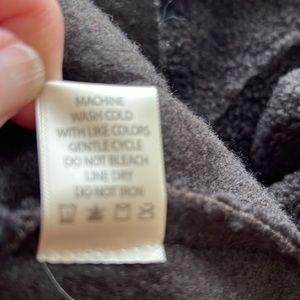 MACHINE
WASH COLD
WITH LIKE COLORS
GENTLE CYCLE
DO NOT BLEACH
LINE DRY
DO NOT IRON